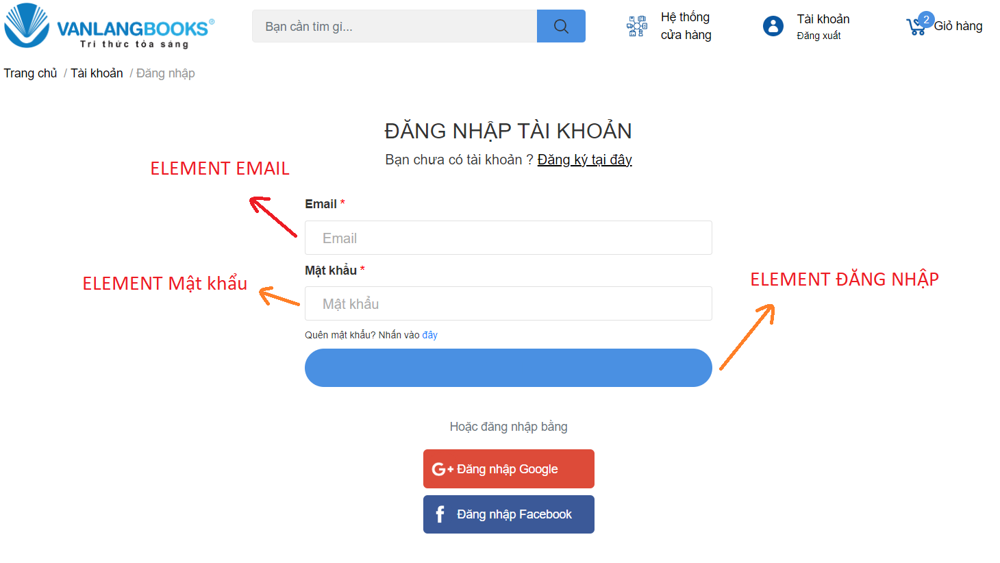 VANLANGBOOKS®
Tri thức tỏa sáng
Bạn cần tìm gì...
Hệ thống
cửa hàng
Tài khoản
Đăng xuất
2
Giỏ hàng
Trang chủ / Tài khoản / Đăng nhập
ĐĂNG NHẬP TÀI KHOẢN
Bạn chưa có tài khoản ? Đăng ký tại đây
ELEMENT EMAIL
Email *
Email
Mật khẩu *
ELEMENT Mật khẩu
ELEMENT ĐĂNG NHẬP
Mật khẩu
Quên mật khẩu? Nhấn vào đây
Hoặc đăng nhập bằng
G+ Đăng nhập Google
f Đăng nhập Facebook